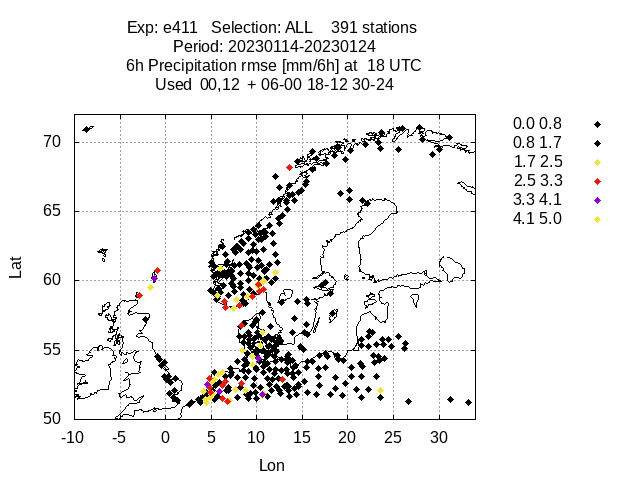 Exp: e411 Selection: ALL 391 stations
Period: 20230114-20230124
6h Precipitation rmse [mm/6h] at 18 UTC
Used 00,12 + 06-00 18-12 30-24
70
65
60
55
50
Lat
-10 -5 0 5 10 15 20 25 30
Lon
0.0 0.8
0.8 1.7
1.7 2.5
2.5 3.3
3.3 4.1
4.1 5.0